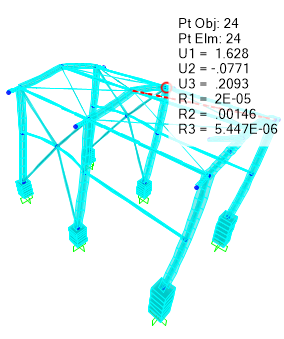 Pt Obj: 24
Pt Elm: 24
U1 = 1.628
U2 = -.0771
U3 = .2093
R1 = 2E-05
R2 = .00146
R3 = 5.447E-06